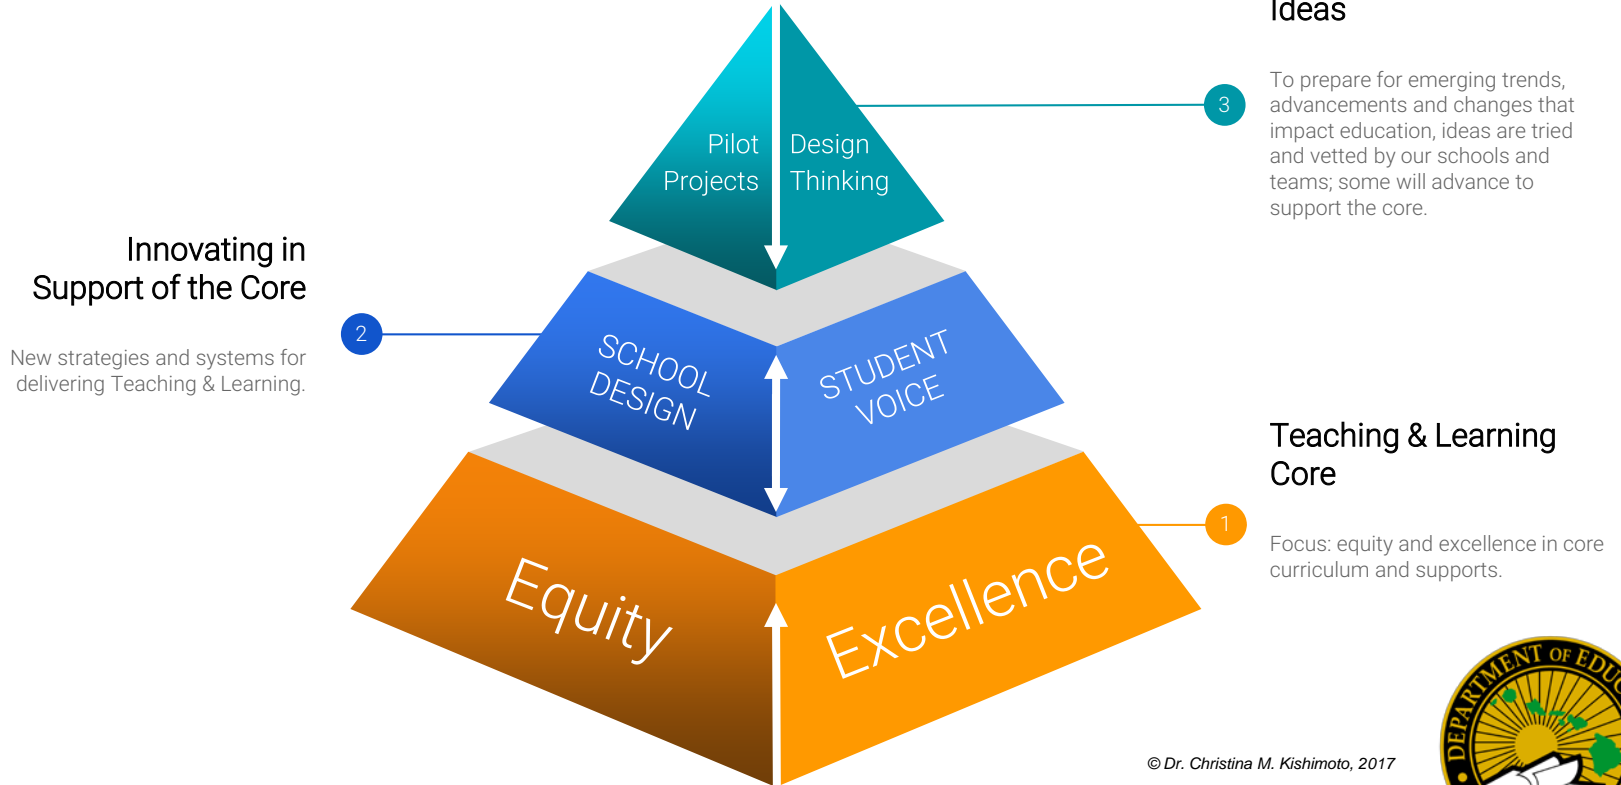 Ideas
To prepare for emerging trends,
advancements and changes that
impact education, ideas are tried
and vetted by our schools and
teams; some will advance to
support the core.
3
Pilot
Projects
Design
Thinking
Innovating in
Support of the Core
New strategies and systems for
delivering Teaching & Learning.
2
SCHOOL
DESIGN
STUDENT
VOICE
Teaching & Learning
Core
Focus: equity and excellence in core
curriculum and supports.
1
Equity
Excellence
© Dr. Christina M. Kishimoto, 2017
DEPARTMENT OF EDUC